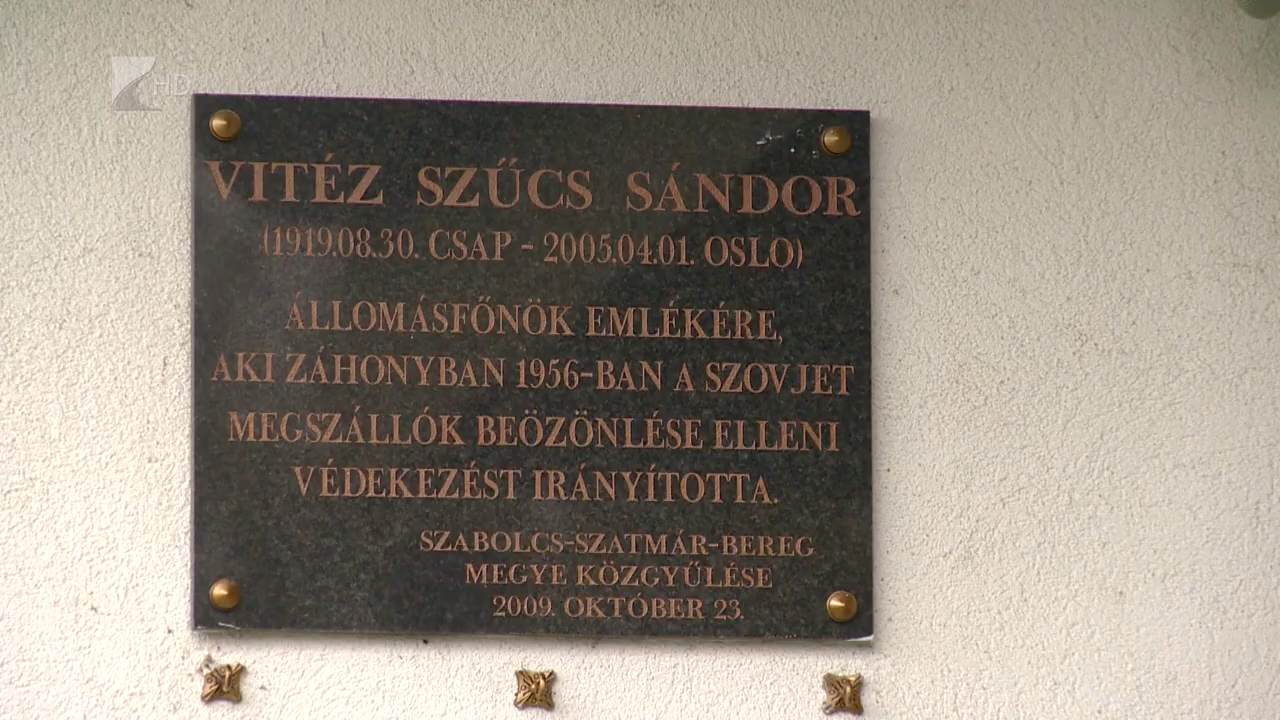 HD
VITÉZ SZŰCS SÁNDOR
(1919.08.30. CSAP - 2005.04.01. OSLO)
ÁLLOMÁSFŐNÖK EMLÉKÉRE,
AKI ZÁHONYBAN 1956-BAN A SZOVJET
MEGSZÁLLÓK BEÖZÖNLÉSE ELLENI
VÉDEKEZÉST IRÁNYÍTOTTA.
SZABOLCS-SZATMÁR-BEREG
MEGYE KÖZGYŰLÉSE
2009. OKTÓBER 23.